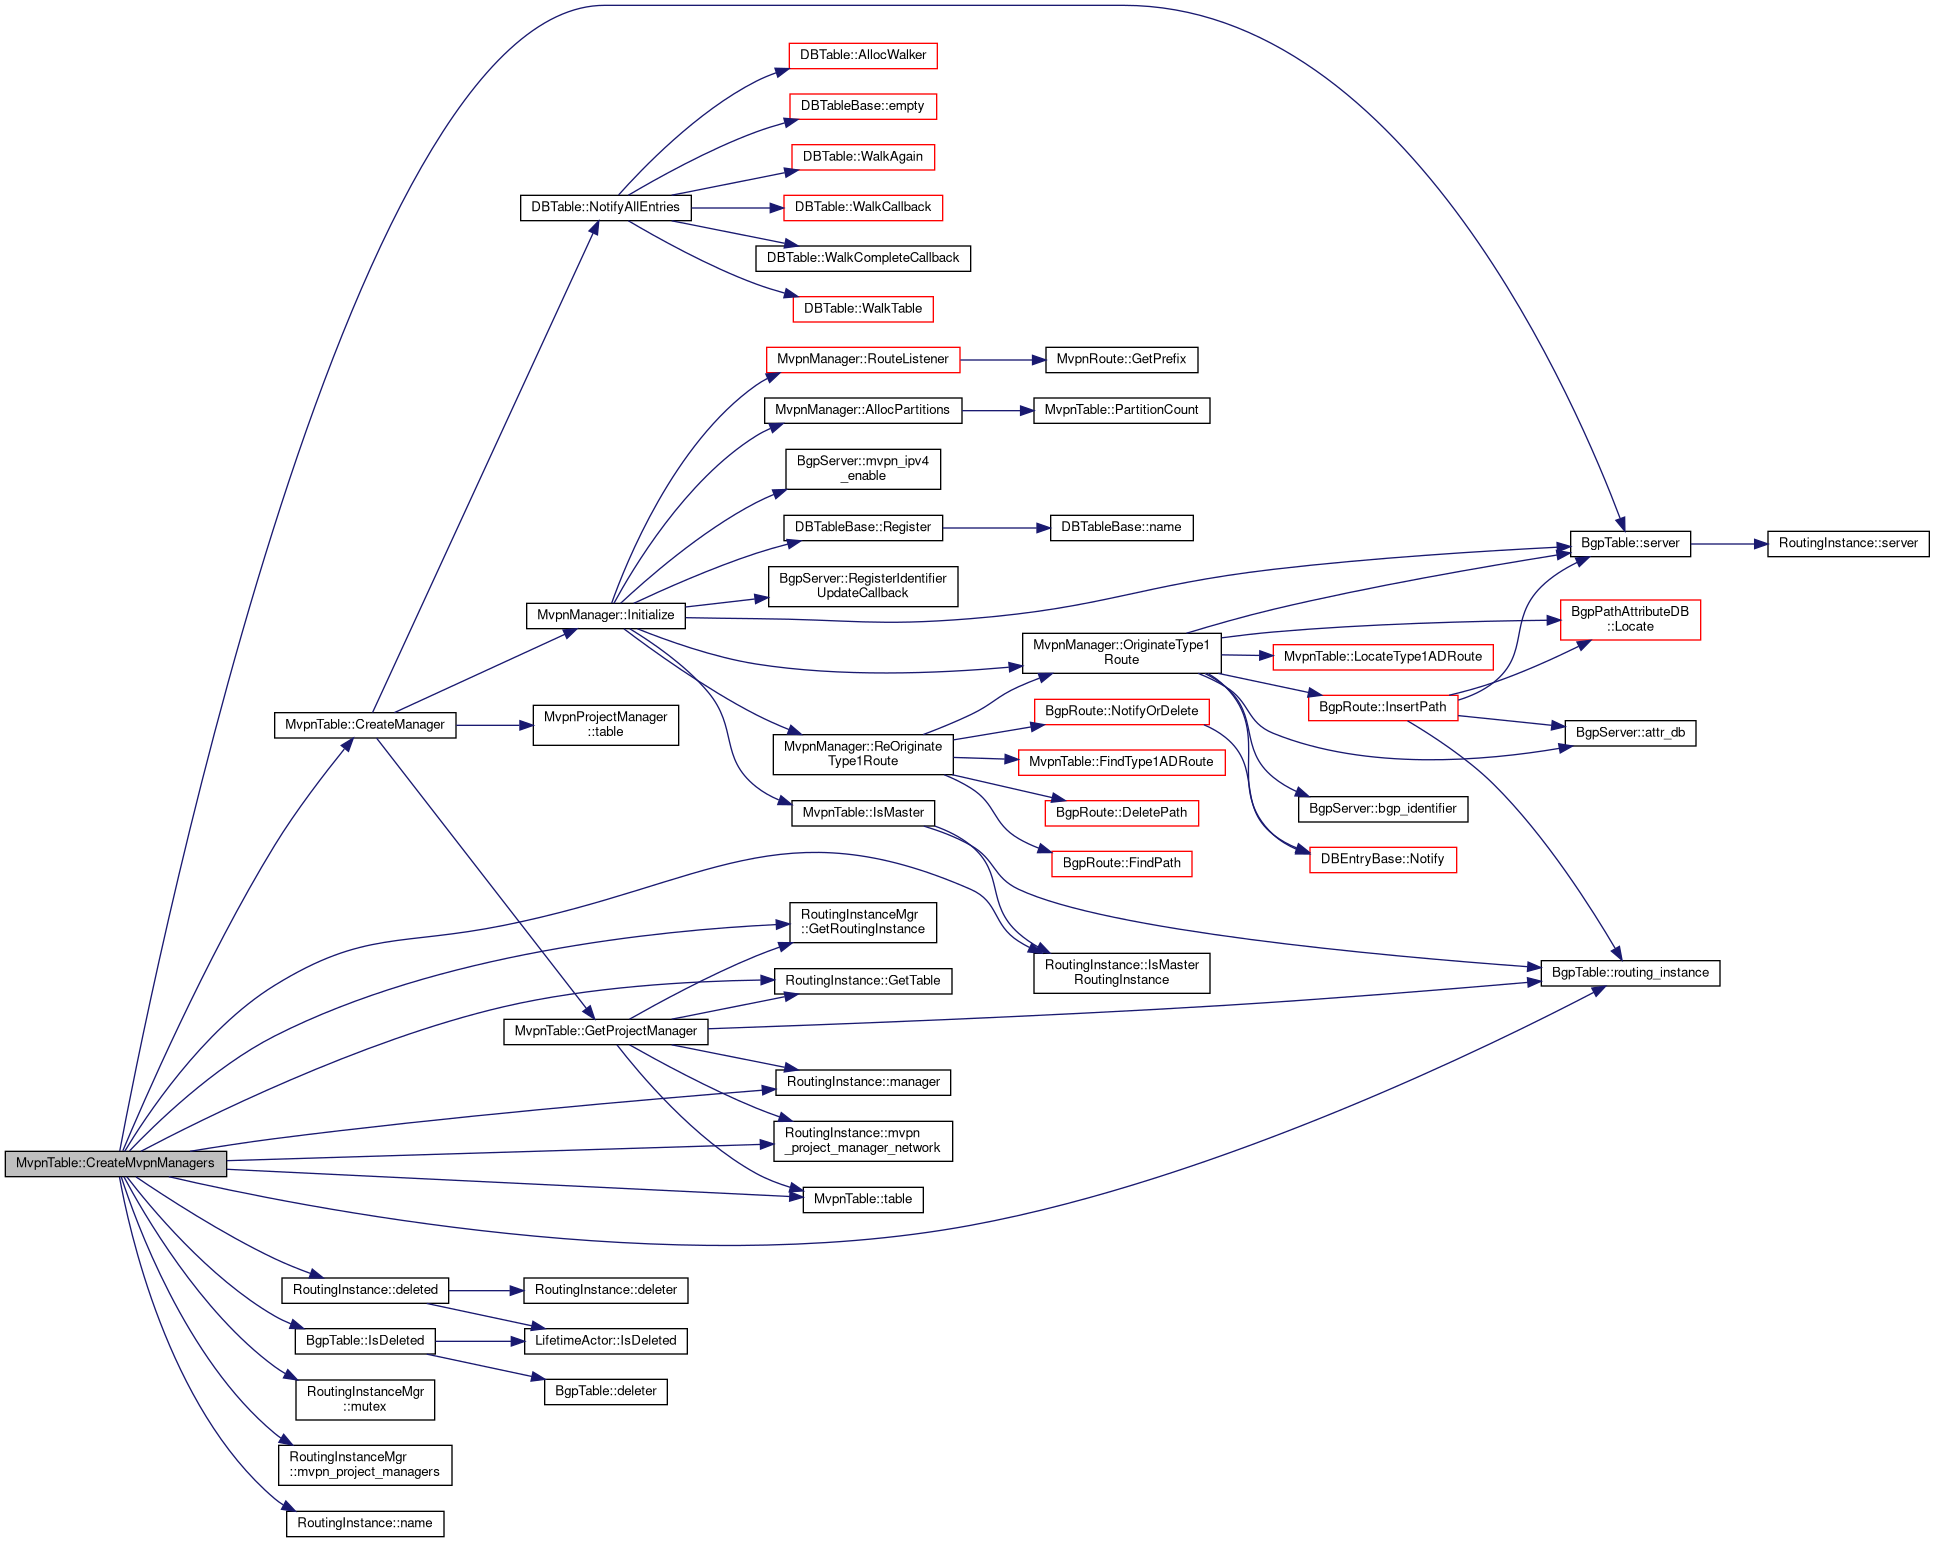 DBTable::AllocWalker
DBTableBase::empty
DBTable::WalkAgain
DBTable::NotifyAllEntries
DBTable::WalkCallback
DBTable::WalkCompleteCallback
DBTable::WalkTable
MvpnManager::RouteListener
MvpnRoute::GetPrefix
MvpnManager::AllocPartitions
MvpnTable::PartitionCount
BgpServer::mvpn_ipv4
_enable
DBTableBase::Register
DBTableBase::name
BgpTable::server
RoutingInstance::server
BgpServer::RegisterIdentifier
UpdateCallback
MvpnManager::Initialize
BgpPathAttributeDB
::Locate
MvpnManager::OriginateType1
Route
MvpnTable::LocateType1ADRoute
BgpRoute::InsertPath
BgpRoute::NotifyOrDelete
MvpnTable::CreateManager
MvpnProjectManager
::table
BgpServer::attr_db
MvpnManager::ReOriginate
Type1Route
MvpnTable::FindType1ADRoute
MvpnTable::IsMaster
BgpRoute::DeletePath
BgpServer::bgp_identifier
BgpRoute::FindPath
DBEntryBase::Notify
RoutingInstanceMgr
::GetRoutingInstance
RoutingInstance::IsMaster
RoutingInstance
BgpTable::routing_instance
RoutingInstance::GetTable
MvpnTable::GetProjectManager
RoutingInstance::manager
RoutingInstance::mvpn
_project_manager_network
MvpnTable::CreateMvpnManagers
MvpnTable::table
RoutingInstance::deleted
RoutingInstance::deleter
BgpTable::IsDeleted
LifetimeActor::IsDeleted
BgpTable::deleter
RoutingInstanceMgr
::mutex
RoutingInstanceMgr
::mvpn_project_managers
RoutingInstance::name